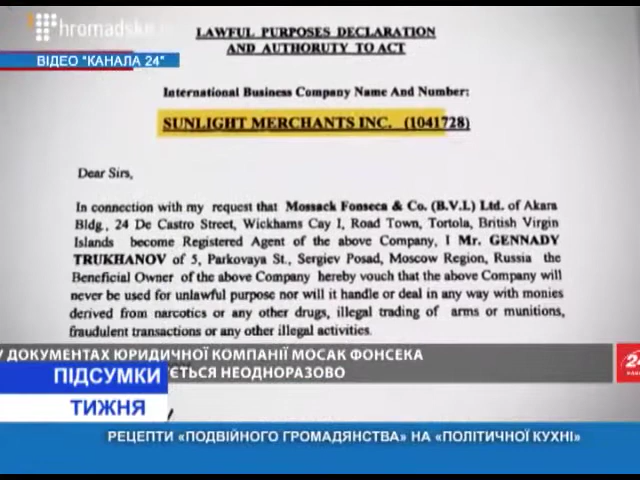 hromadske
ВІДЕО "КАНАЛА 24"
LAWFUL PURPOSES DECLARATION
AND AUTHORUTY TO ACT
International Business Company Name And Number:
SUNLIGHT MERCHANTS INC. (1041728)
Dear Sirs,
In connection with my request that Mossack Fonseca & Co. (B.V.I.) Ltd. of Akara
Bldg., 24 De Castro Street, Wickhams Cay I, Road Town, Tortola, British Virgin
Islands become Registered Agent of the above Company, I Mr. GENNADY
TRUKHANOV of 5, Parkovaya St., Sergiev Posad, Moscow Region, Russia the
Beneficial Owner of the above Company hereby vouch that the above Company will
never be used for unlawful purpose nor will it handle or deal in any way with monies
derived from narcotics or any other drugs, illegal trading of arms or munitions,
fraudulent transactions or any other illegal activities.
У ДОКУМЕНТАХ ЮРИДИЧНОЇ КОМПАНІЇ МОСАК ФОНСЕКА
ЄТЬСЯ НЕОДНОРАЗОВО
24
ПІДСУМКИ
ТИЖНЯ
РЕЦЕПТИ «ПОДВІЙНОГО ГРОМАДЯНСТВА» НА «ПОЛІТИЧНОЇ КУХНІ»